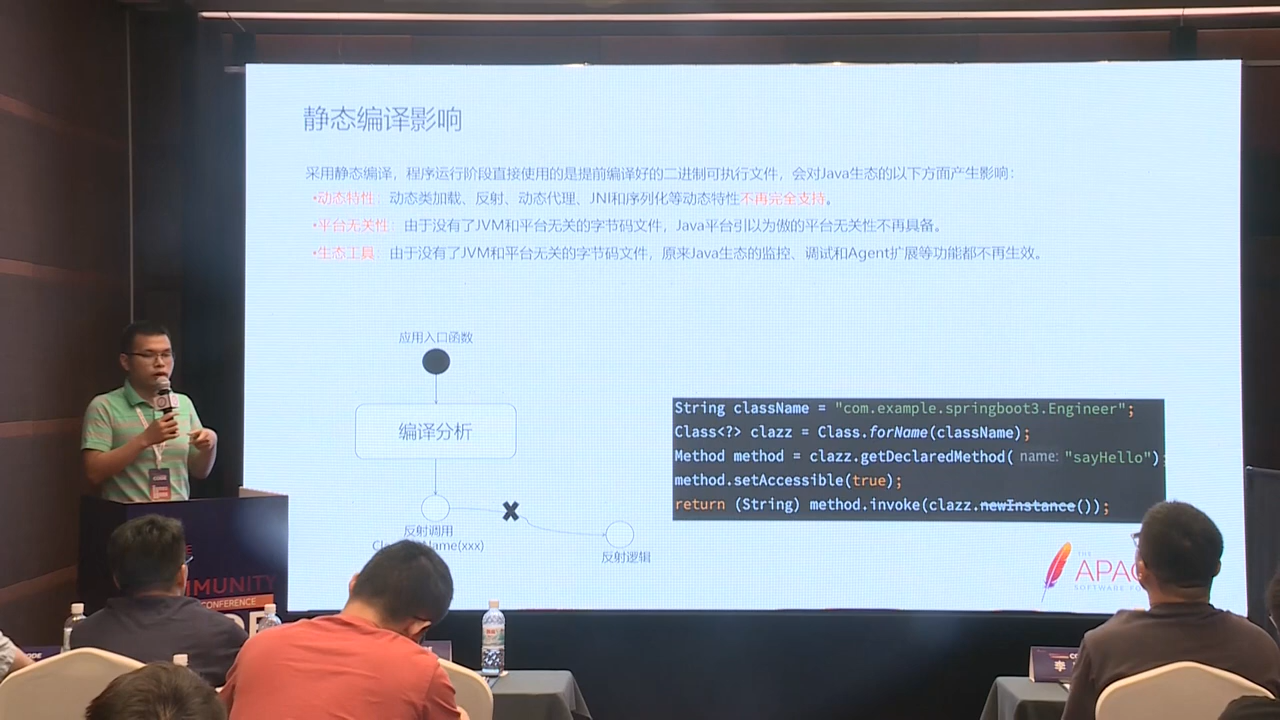 静态编译影响
采用静态编译，程序运行阶段直接使用的是提前编译好的二进制可执行文件，会对Java生态的以下方面产生影响：
•动态特性：动态类加载、反射、动态代理、JNI和序列化等动态特性不再完全支持。
•平台无关性：由于没有了JVM和平台无关的字节码文件，Java平台引以为傲的平台无关性不再具备。
•生态工具：由于没有了JVM和平台无关的字节码文件，原来Java生态的监控、调试和Agent扩展等功能都不再生效。
应用入口函数
编译分析
反射调用
Name(xxx)
反射逻辑
String className = "com.example.springboot3.Engineer";
Class<?> clazz = Class.forName(className);
Method method = clazz.getDeclaredMethod( name: "sayHello");
method.setAccessible(true);
return (String) method.invoke(clazz.newInstance());
THE
APAC
SOFTWARE FO
MMUNITY
CONFERENCE
李